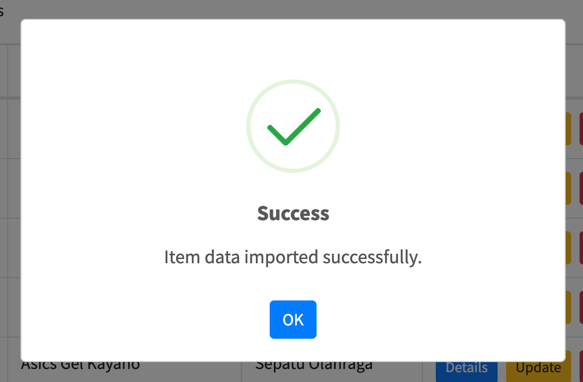 s
Success
Item data imported successfully.
OK
Asics Gel Kayano Sepatu Olahraga Details Update